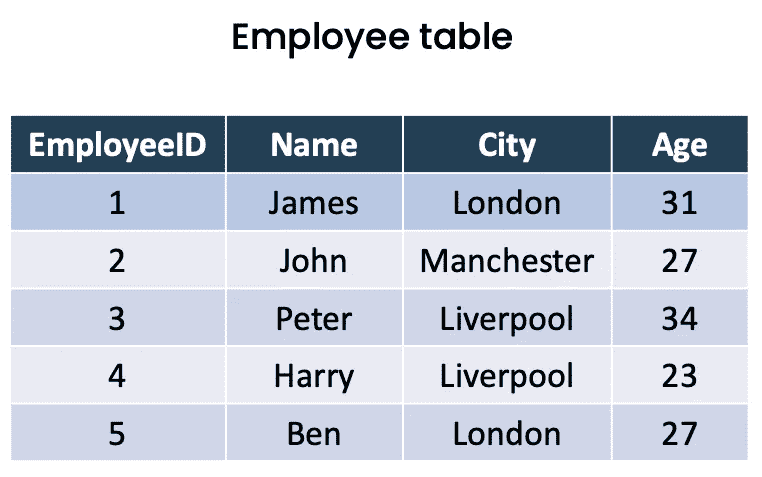 Employee table
EmployeeID Name City Age
1 James London 31
2 John Manchester 27
3 Peter Liverpool 34
4 Harry Liverpool 23
5 Ben London 27